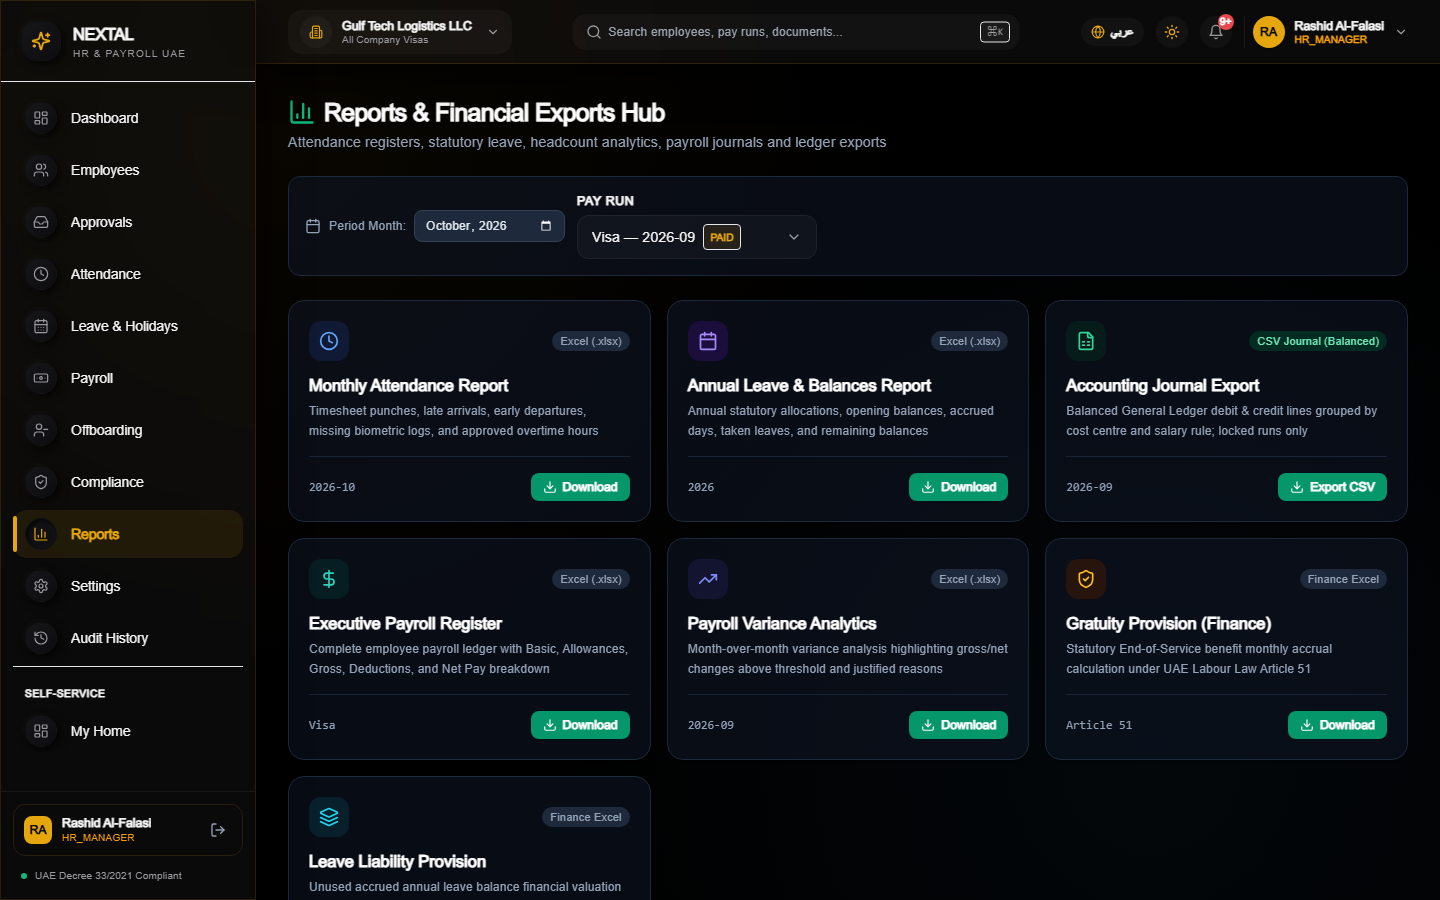 NEXTAL
HR & PAYROLL UAE
Gulf Tech Logistics LLC
All Company Visas
Search employees, pay runs, documents...
⌘K
عربي
9+
RA
Rashid Al-Falasi
HR_MANAGER
Dashboard
Employees
Approvals
Attendance
Leave & Holidays
Payroll
Offboarding
Compliance
Reports
Settings
Audit History
SELF-SERVICE
My Home
RA
Rashid Al-Falasi
HR_MANAGER
UAE Decree 33/2021 Compliant
Reports & Financial Exports Hub
Attendance registers, statutory leave, headcount analytics, payroll journals and ledger exports
Period Month:
October, 2026
PAY RUN
Visa — 2026-09
PAID
Excel (.xlsx)
Monthly Attendance Report
Timesheet punches, late arrivals, early departures,
missing biometric logs, and approved overtime hours
2026-10
Download
Excel (.xlsx)
Annual Leave & Balances Report
Annual statutory allocations, opening balances, accrued
days, taken leaves, and remaining balances
2026
Download
CSV Journal (Balanced)
Accounting Journal Export
Balanced General Ledger debit & credit lines grouped by
cost centre and salary rule; locked runs only
2026-09
Export CSV
Excel (.xlsx)
Executive Payroll Register
Complete employee payroll ledger with Basic, Allowances,
Gross, Deductions, and Net Pay breakdown
Visa
Download
Excel (.xlsx)
Payroll Variance Analytics
Month-over-month variance analysis highlighting gross/net
changes above threshold and justified reasons
2026-09
Download
Finance Excel
Gratuity Provision (Finance)
Statutory End-of-Service benefit monthly accrual
calculation under UAE Labour Law Article 51
Article 51
Download
Finance Excel
Leave Liability Provision
Unused accrued annual leave balance financial valuation